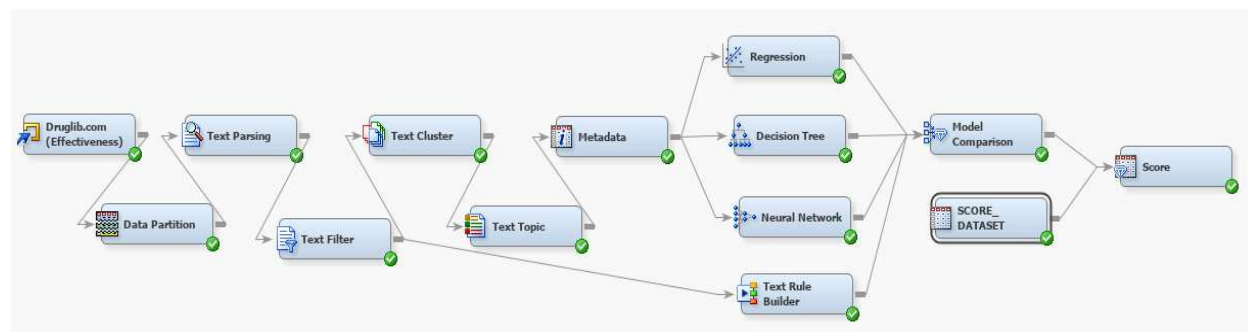 Druglib.com
(Effectiveness)
Data Partition
Text Parsing
Text Filter
Text Cluster
Text Topic
Metadata
Regression
Decision Tree
Neural Network
Text Rule
Builder
Model
Comparison
SCORE_
DATASET
Score